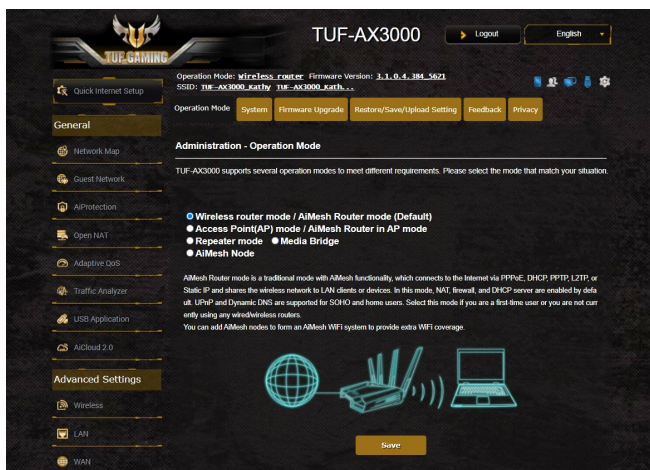 TUF GAMING
TUF-AX3000
Logout
English
Operation Mode: Wireless router Firmware Version: 3.1.0.4.384_5621
SSID: TUF-AX3000_Kathy TUF-AX3000_Kath...
Quick Internet Setup
General
Network Map
Guest Network
AiProtection
Open NAT
Adaptive QoS
Traffic Analyzer
USB Application
AiCloud 2.0
Advanced Settings
Wireless
LAN
WAN
Operation Mode System Firmware Upgrade Restore/Save/Upload Setting Feedback Privacy
Administration - Operation Mode
TUF-AX3000 supports several operation modes to meet different requirements. Please select the mode that match your situation.
Wireless router mode / AiMesh Router mode (Default)
Access Point(AP) mode / AiMesh Router in AP mode
Repeater mode Media Bridge
AiMesh Node
AiMesh Router mode is a traditional mode with AiMesh functionality, which connects to the Internet via PPPoE, DHCP, PPTP, L2TP, or
Static IP and shares the wireless network to LAN clients or devices. In this mode, NAT, firewall, and DHCP server are enabled by defa
ult. UPnP and Dynamic DNS are supported for SOHO and home users. Select this mode if you are a first-time user or you are not curr
ently using any wired/wireless routers.
You can add AiMesh nodes to form an AiMesh WiFi system to provide extra WiFi coverage.
Save